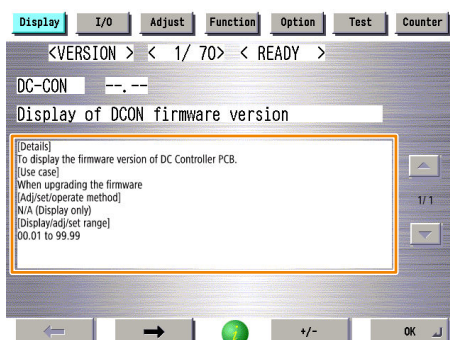 Display I/O Adjust Function Option Test Counter
<VERSION > < 1/ 70> < READY >
DC-CON --.--
Display of DCON firmware version
[Details]
To display the firmware version of DC Controller PCB.
[Use case]
When upgrading the firmware
[Adj/set/operate method]
N/A (Display only)
[Display/adj/set range]
00.01 to 99.99
1/1
+/- OK